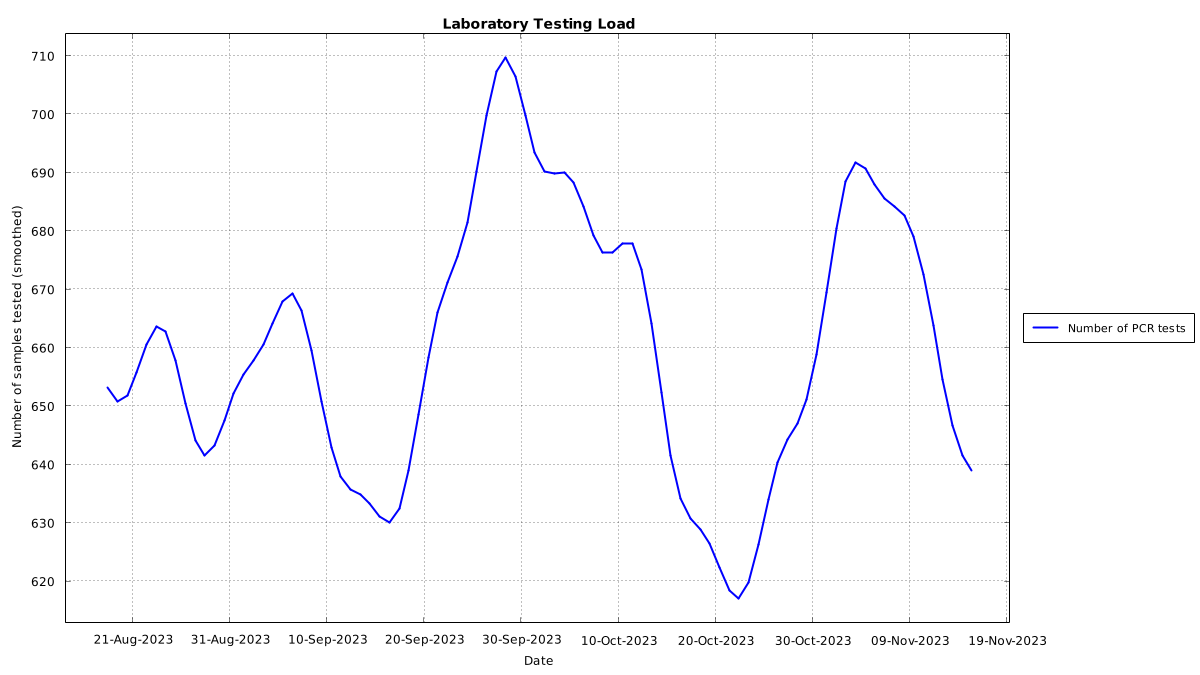 Laboratory Testing Load
Number of samples tested (smoothed)
710
700
690
680
670
660
650
640
630
620
21-Aug-2023
31-Aug-2023
10-Sep-2023
20-Sep-2023
30-Sep-2023
10-Oct-2023
20-Oct-2023
30-Oct-2023
09-Nov-2023
19-Nov-2023
Date
Number of PCR tests